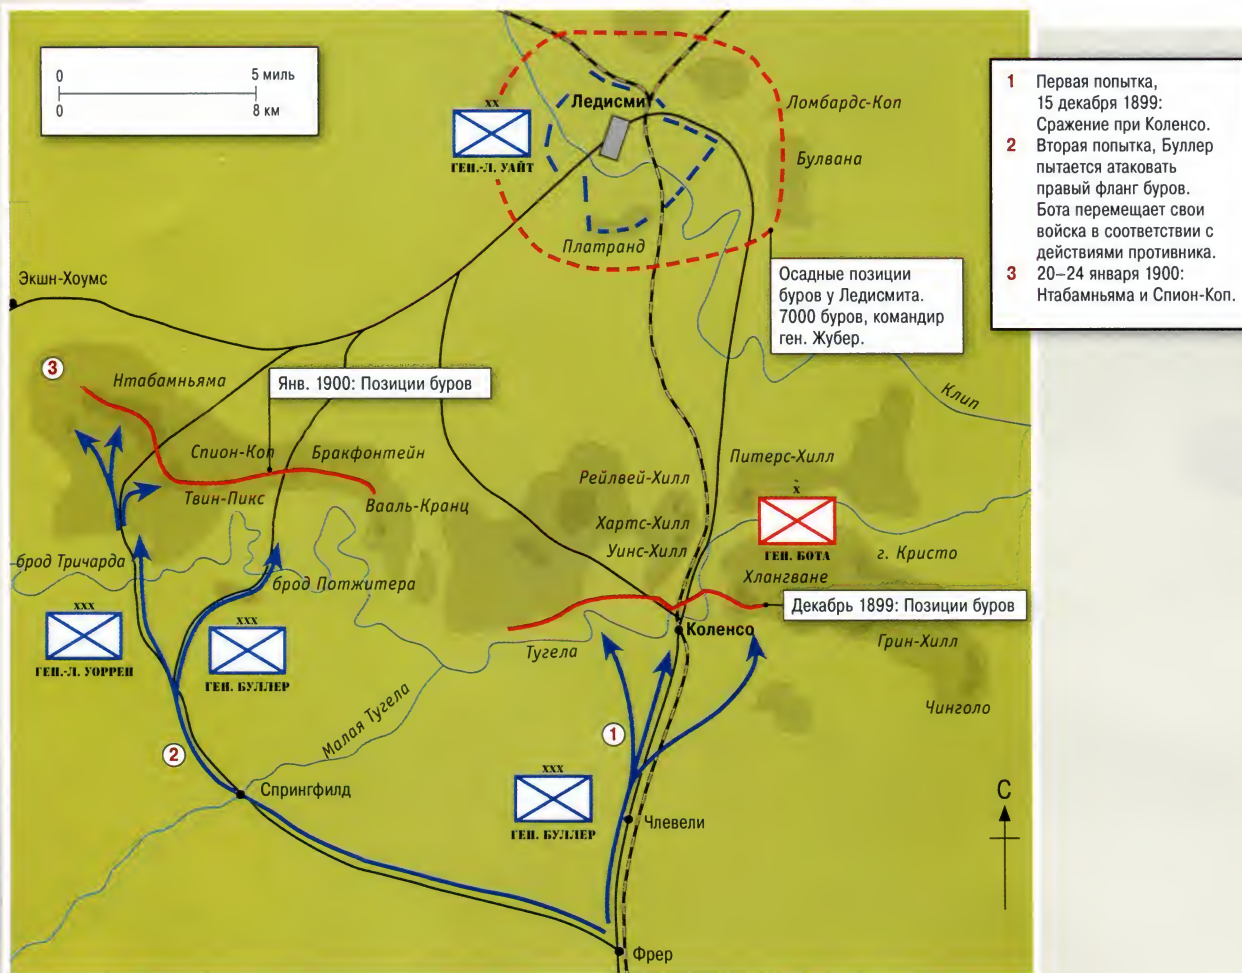 0 5 миль
0 8 км
Ледисмит
Ломбардс-Коп
XX
ГЕН.-Л. УАЙТ
Булвана
Платранд
1 Первая попытка,
15 декабря 1899:
Сражение при Коленсо.
2 Вторая попытка, Буллер
пытается атаковать
правый фланг буров.
Бота перемещает свои
войска в соответствии с
действиями противника.
3 20–24 января 1900:
Нтабамньяма и Спион-Коп.
Осадные позиции
буров у Ледисмита.
7000 буров, командир
ген. Жубер.
Экшн-Хоумс
3
Нтабамньяма
Янв. 1900: Позиции буров
Клип
Спион-Коп
Бракфонтейн
Питерс-Хилл
Рейлвей-Хилл
Твин-Пикс
Вааль-Кранц
X
ГЕН. БОТА
Хартс-Хилл
Уинс-Хилл
г. Кристо
брод Тричарда
брод Потжитера
Хлангване
Декабрь 1899: Позиции буров
XXX
ГЕН.-Л. УОРРЕН
XXX
ГЕН. БУЛЛЕР
Коленсо
Тугела
Грин-Хилл
Чинголо
Малая Тугела
1
2
XXX
ГЕН. БУЛЛЕР
Спрингфилд
Члевели
С
Фрер